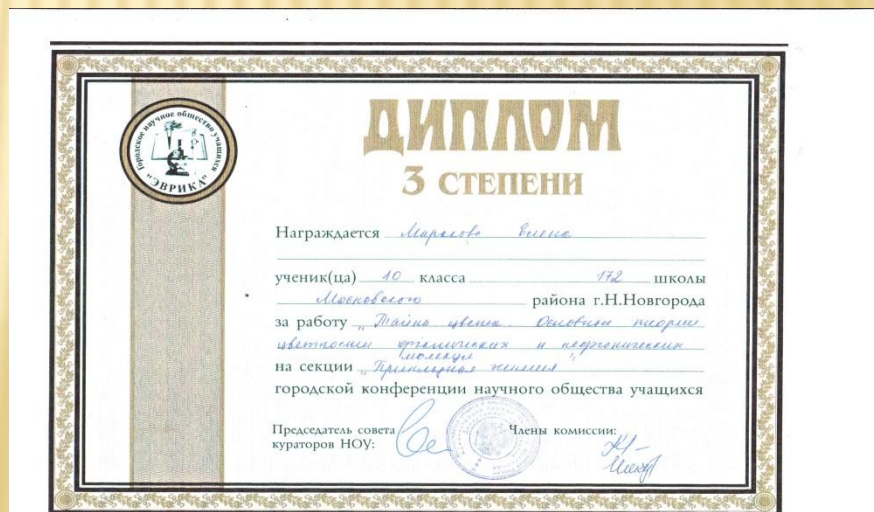 Городское научное общество учащихся
"ЭВРИКА"
ДИПЛОМ
3 СТЕПЕНИ
Награждается Елена
ученик(ца) 10 класса 172 школы
Московского района г.Н.Новгорода
за работу „Тайна цвета. Основы теории
цветности органических и неорганических
молекул"
на секции „Прикладная химия"
городской конференции научного общества учащихся
Председатель совета
кураторов НОУ:
Члены комиссии: